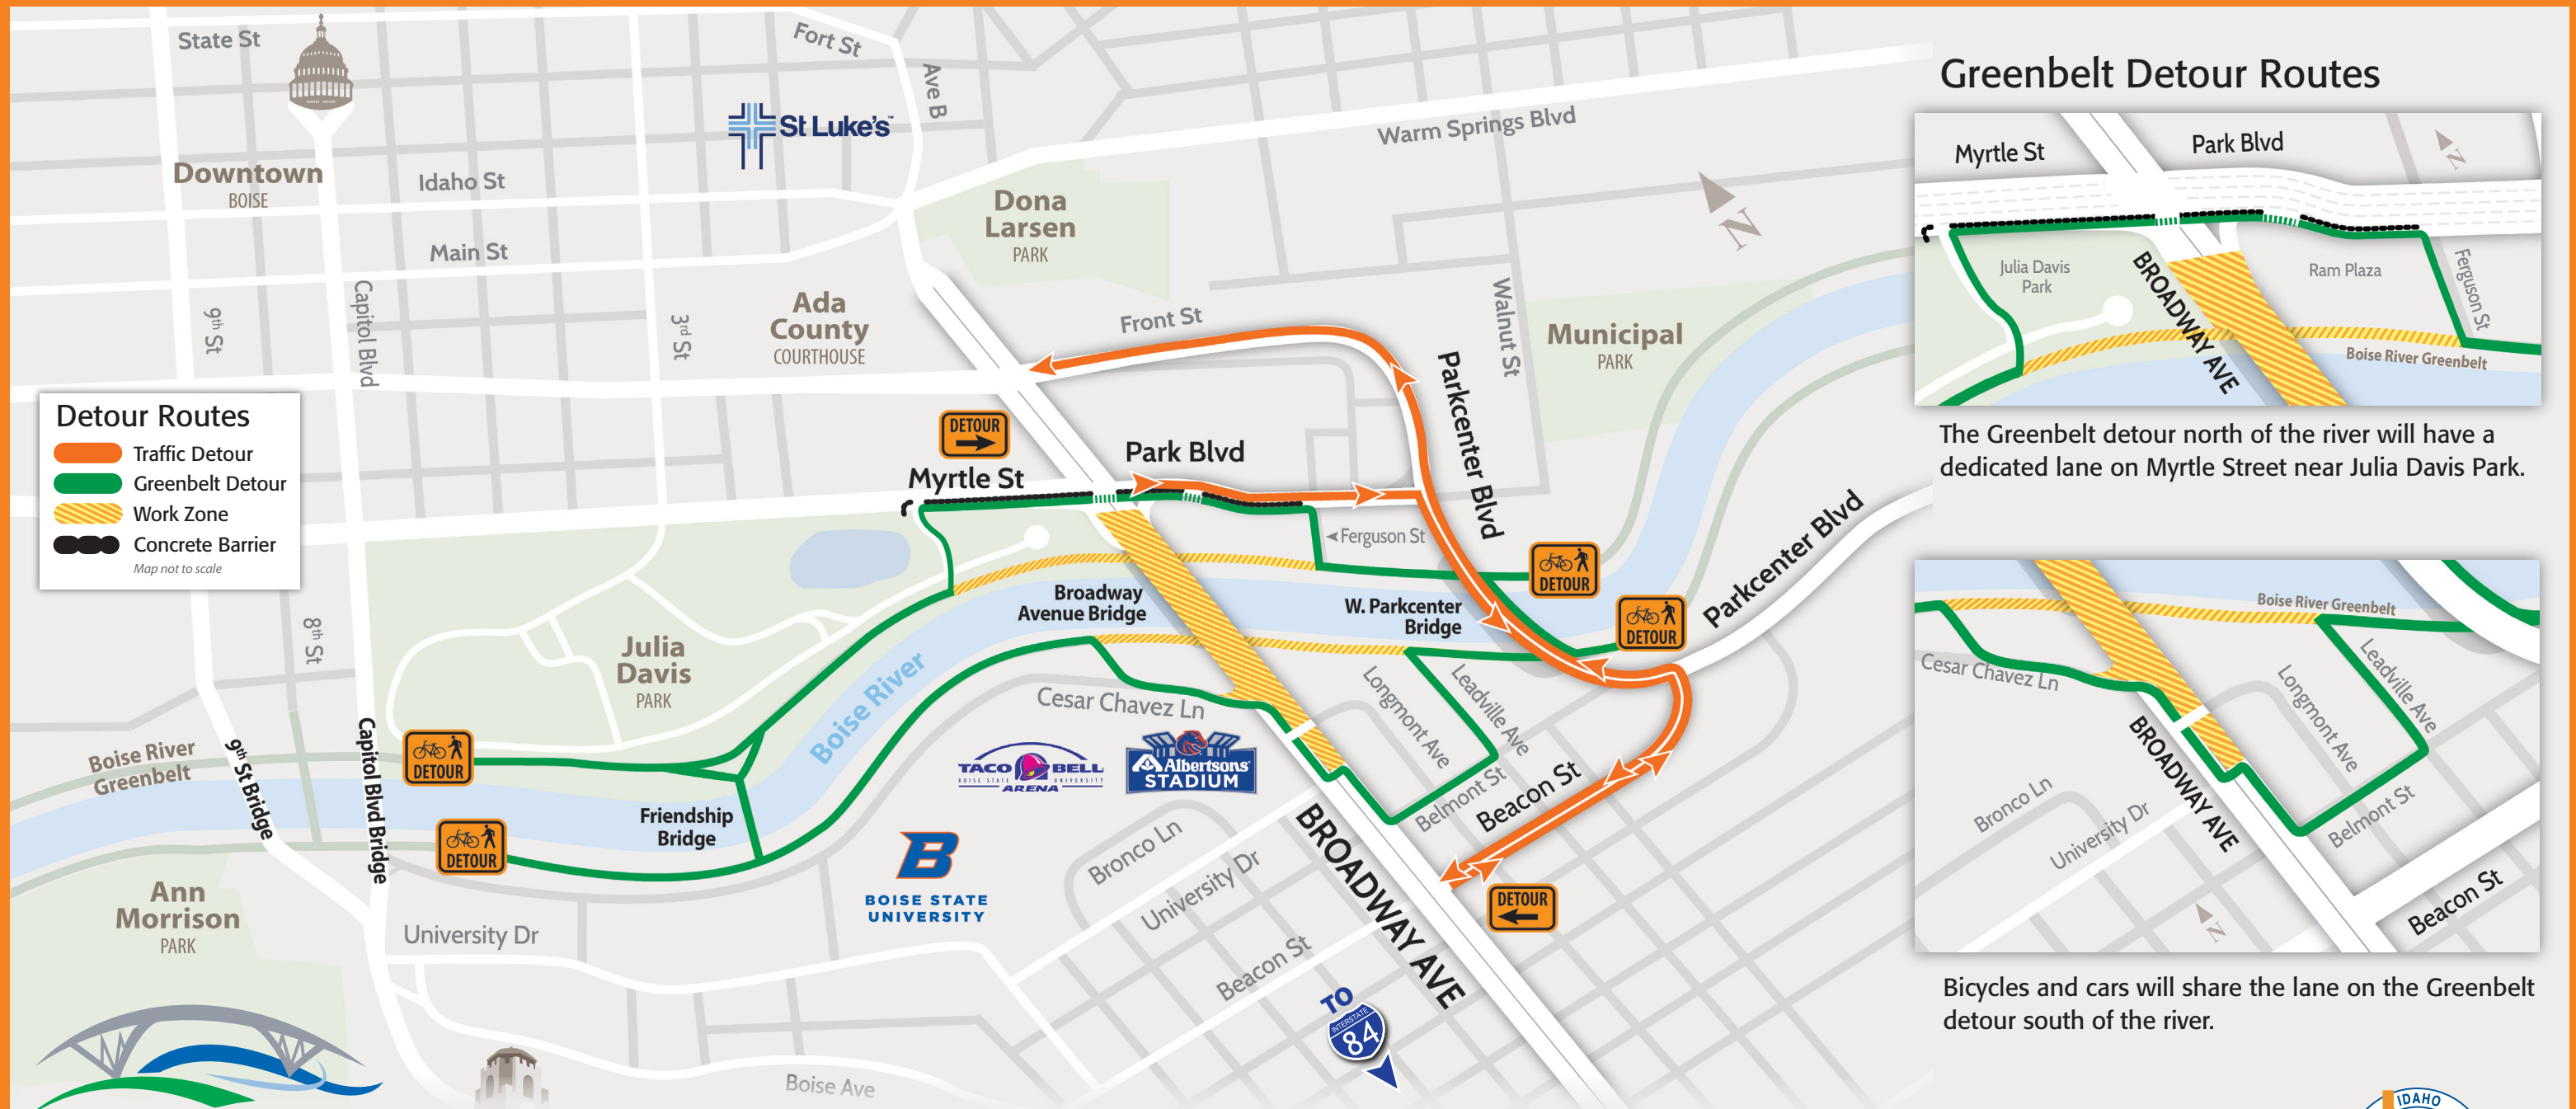 State St
Fort St
Ave B
St Luke's™
Warm Springs Blvd
Downtown
BOISE
Idaho St
Dona
Larsen
PARK
Main St
Ada
County
COURTHOUSE
Front St
9th St
Capitol Blvd
3rd St
Walnut St
Municipal
PARK
N
Parkcenter Blvd
Detour Routes
Traffic Detour
Greenbelt Detour
Work Zone
Concrete Barrier
Map not to scale
DETOUR
Park Blvd
Myrtle St
Ferguson St
DETOUR
DETOUR
Parkcenter Blvd
Broadway
Avenue Bridge
W. Parkcenter
Bridge
8th St
Julia
Davis
PARK
Boise River
Cesar Chavez Ln
Longmont Ave
Leadville Ave
Boise River
Greenbelt
9th St Bridge
Capitol Blvd Bridge
DETOUR
TACO BELL
BOISE STATE UNIVERSITY
ARENA
Albertsons
STADIUM
Belmont St
Beacon St
Friendship
Bridge
DETOUR
B
BOISE STATE
UNIVERSITY
Bronco Ln
University Dr
BROADWAY AVE
DETOUR
Ann
Morrison
PARK
University Dr
Beacon St
TO
INTERSTATE
84
Boise Ave
Greenbelt Detour Routes
Myrtle St
Park Blvd
N
Julia Davis
Park
BROADWAY AVE
Ram Plaza
Ferguson St
Boise River Greenbelt
The Greenbelt detour north of the river will have a
dedicated lane on Myrtle Street near Julia Davis Park.
Boise River Greenbelt
Cesar Chavez Ln
Longmont Ave
Leadville Ave
BROADWAY AVE
Bronco Ln
University Dr
Belmont St
Beacon St
N
Bicycles and cars will share the lane on the Greenbelt
detour south of the river.
IDAHO